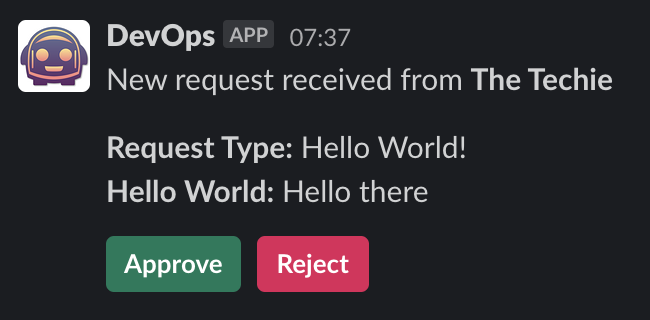 DevOps APP 07:37
New request received from The Techie
Request Type: Hello World!
Hello World: Hello there
Approve Reject